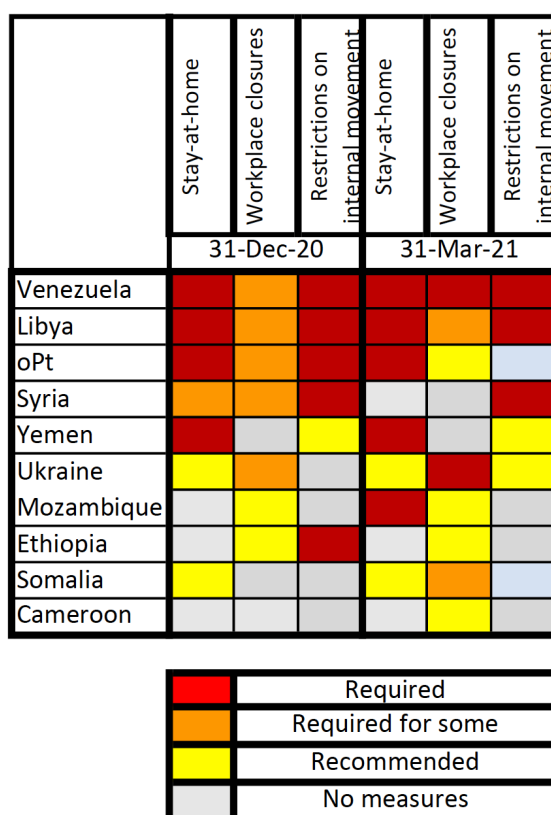 Stay-at-home
Workplace closures
Restrictions on
internal movement
Stay-at-home
Workplace closures
Restrictions on
internal movement
31-Dec-20
31-Mar-21
Venezuela
Libya
oPt
Syria
Yemen
Ukraine
Mozambique
Ethiopia
Somalia
Cameroon
Required
Required for some
Recommended
No measures